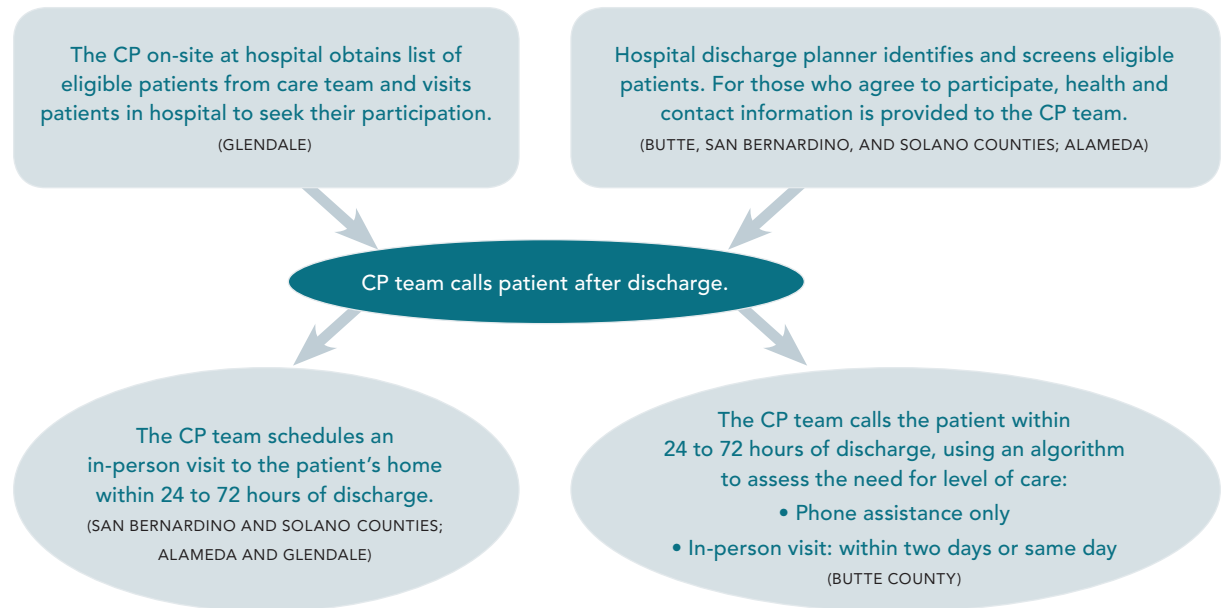 The CP on-site at hospital obtains list of
eligible patients from care team and visits
patients in hospital to seek their participation.
(GLENDALE)
Hospital discharge planner identifies and screens eligible
patients. For those who agree to participate, health and
contact information is provided to the CP team.
(BUTTE, SAN BERNARDINO, AND SOLANO COUNTIES; ALAMEDA)
CP team calls patient after discharge.
The CP team schedules an
in-person visit to the patient’s home
within 24 to 72 hours of discharge.
(SAN BERNARDINO AND SOLANO COUNTIES;
ALAMEDA AND GLENDALE)
The CP team calls the patient within
24 to 72 hours of discharge, using an algorithm
to assess the need for level of care:
• Phone assistance only
• In-person visit: within two days or same day
(BUTTE COUNTY)